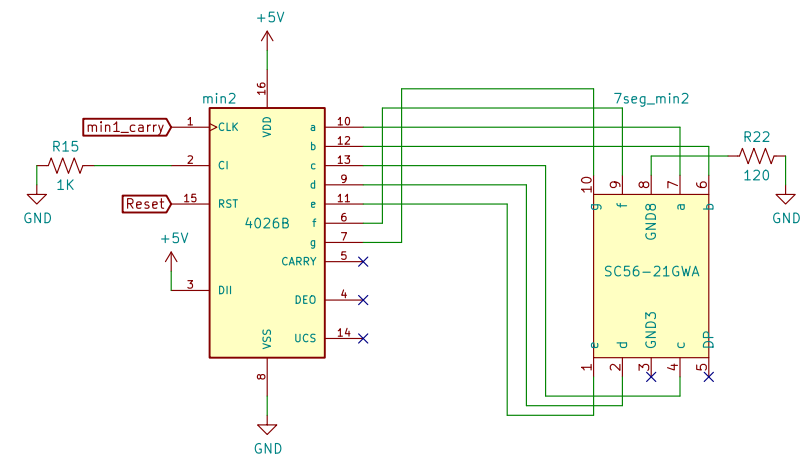 +5V
min2
16
VDD
min1_carry
1
CLK
R15
1K
GND
2
CI
Reset
15
RST
4026B
+5V
3
DII
VSS
8
GND
a
10
b
12
c
13
d
9
e
11
f
6
g
7
CARRY
5
DEO
4
UCS
14
7seg_min2
10
9
8
7
6
g
f
GND8
a
b
SC56-21GWA
e
d
GND3
c
DP
1
2
3
4
5
R22
120
GND